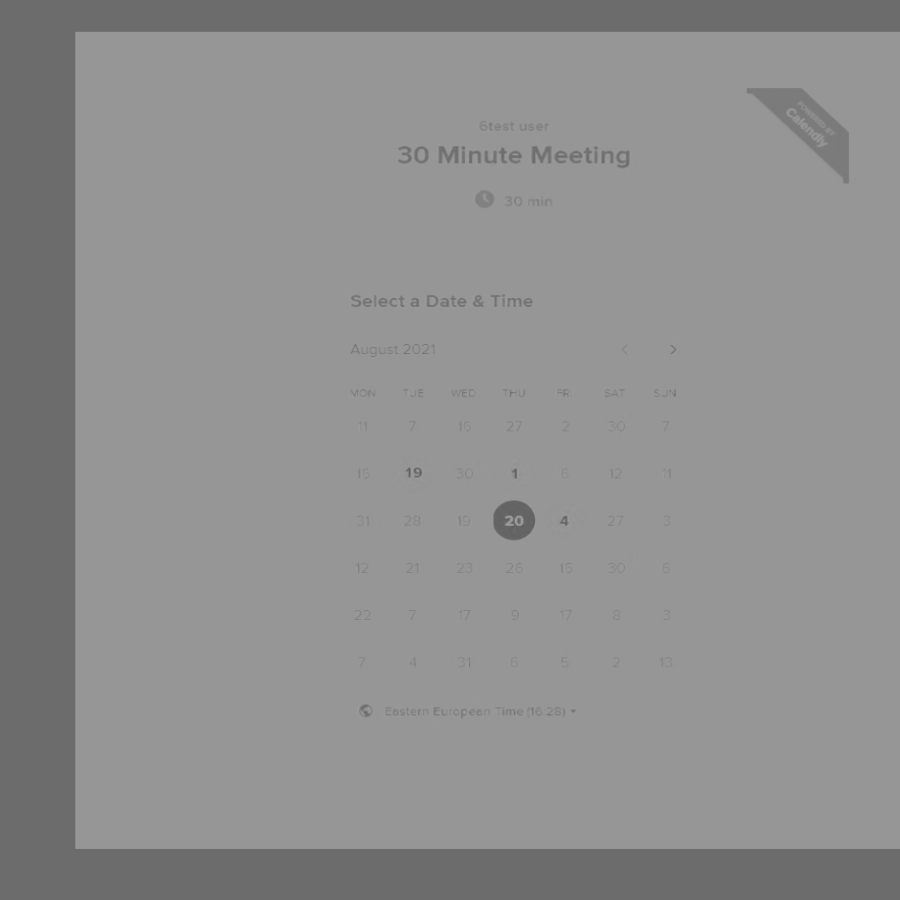 6test user
30 Minute Meeting
30 min
POWERED BY
Calendly
Select a Date & Time
August 2021
MON TUE WED THU FRI SAT SUN
11 7 15 27 2 30 7
15 19 30 1 6 12 11
31 28 19 20 4 27 3
12 21 23 26 15 30 6
22 7 17 9 17 8 3
7 4 31 6 5 2 13
Eastern European Time (16:28)